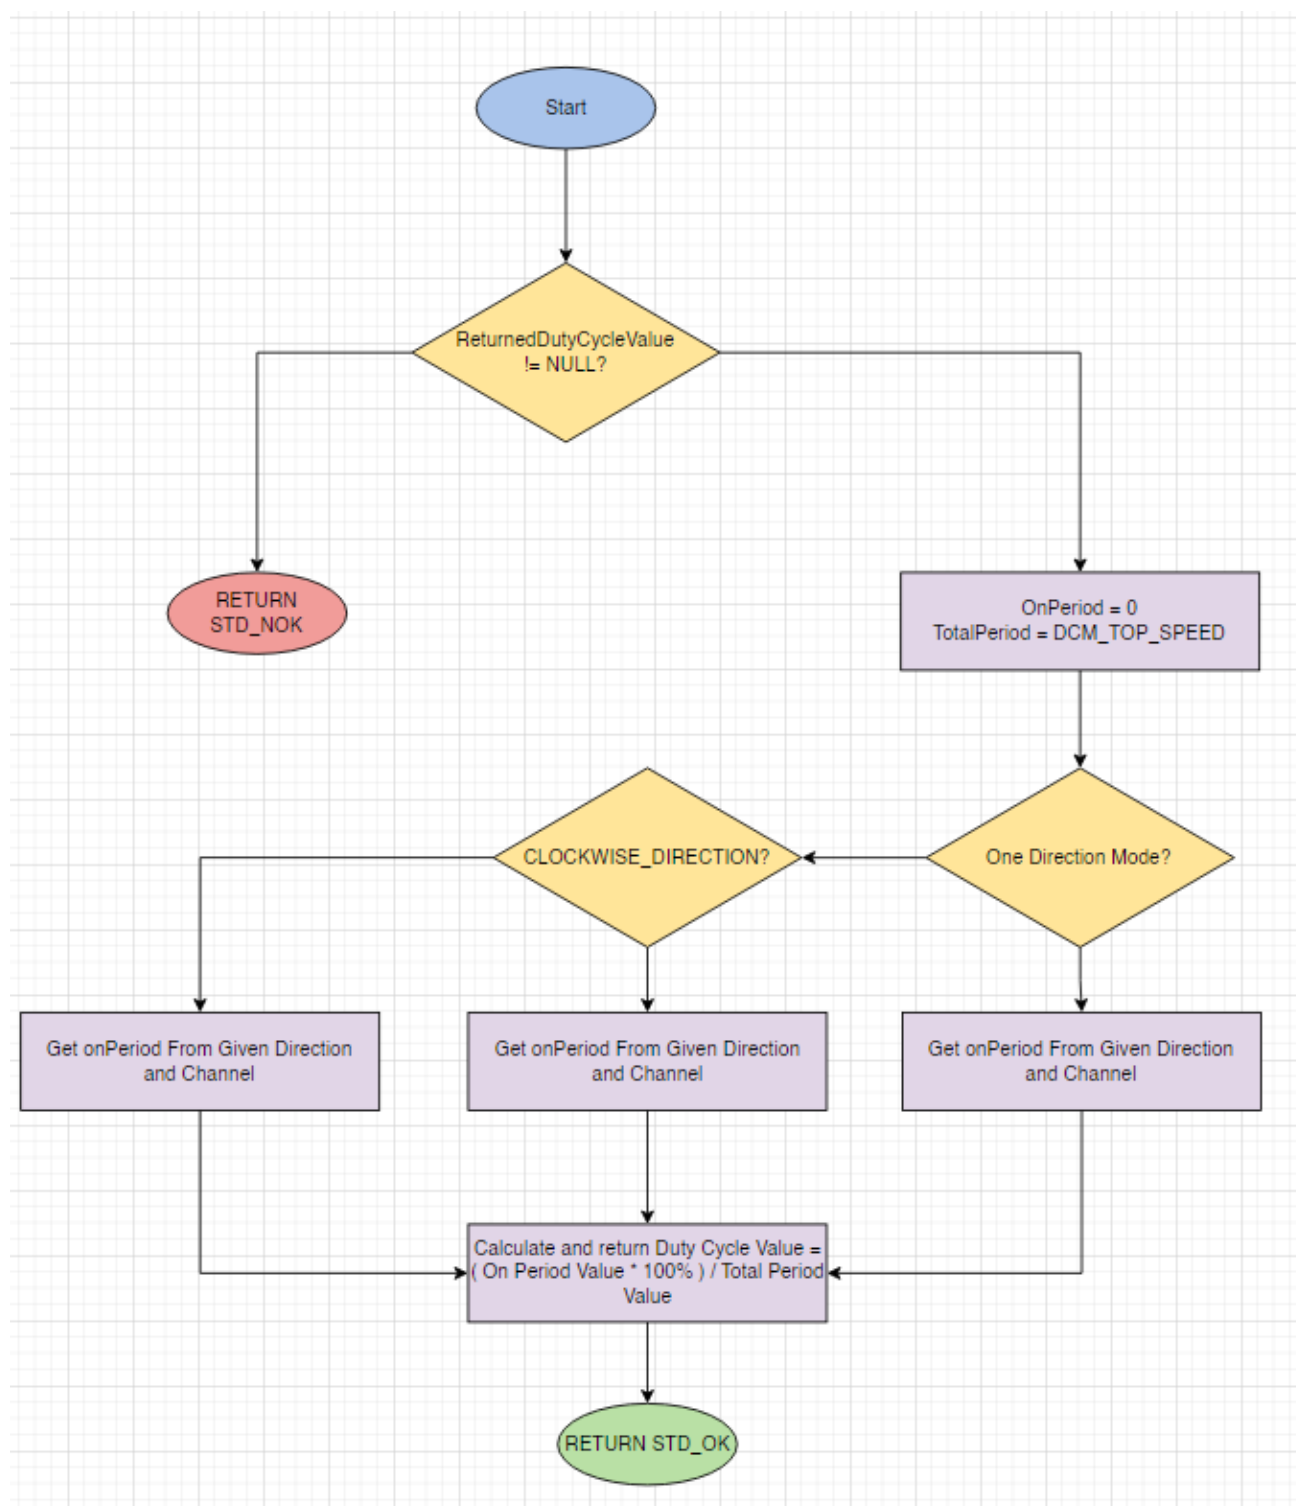 Start
ReturnedDutyCycleValue
!= NULL?
RETURN
STD_NOK
OnPeriod = 0
TotalPeriod = DCM_TOP_SPEED
CLOCKWISE_DIRECTION?
One Direction Mode?
Get onPeriod From Given Direction
and Channel
Get onPeriod From Given Direction
and Channel
Get onPeriod From Given Direction
and Channel
Calculate and return Duty Cycle Value =
( On Period Value * 100% ) / Total Period
Value
RETURN STD_OK